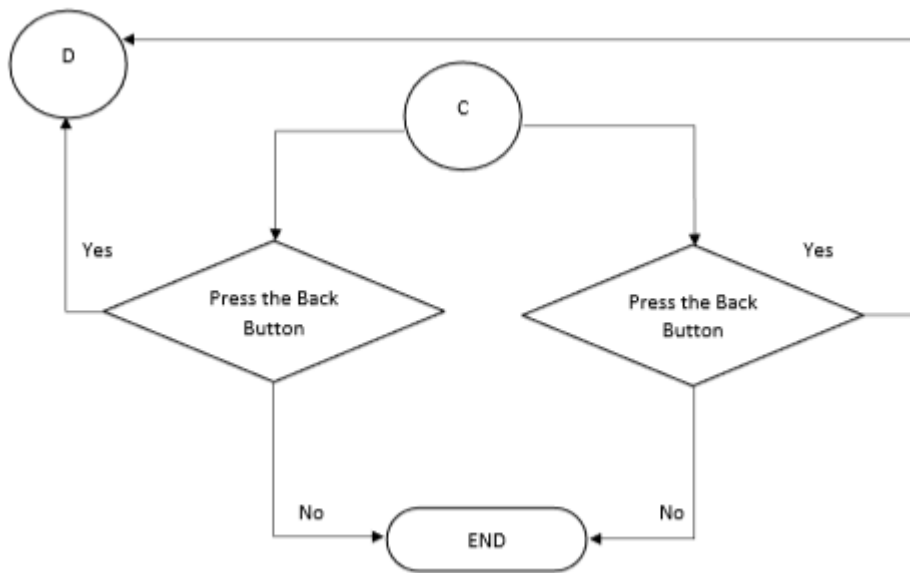 D
C
Yes
Yes
Press the Back
Button
Press the Back
Button
No
No
END